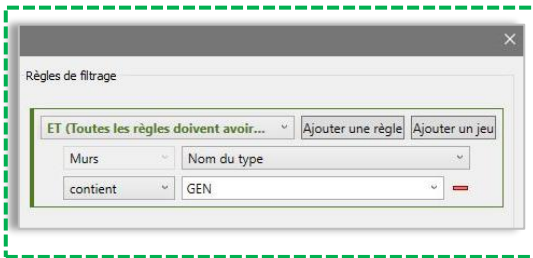 Règles de filtrage
ET (Toutes les règles doivent avoir... Ajouter une règle Ajouter un jeu
Murs Nom du type
contient GEN